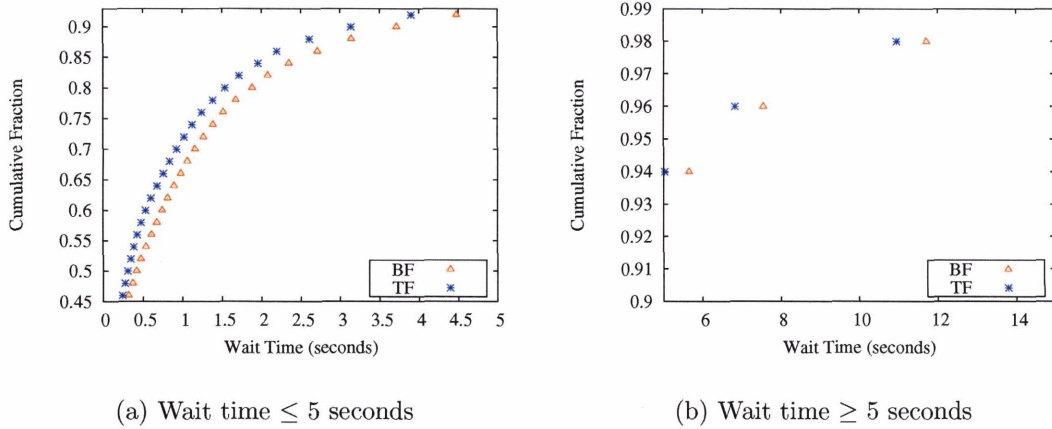 0.9
0.85
0.8
0.75
0.7
0.65
0.6
0.55
0.5
0.45
Cumulative Fraction
0 0.5 1 1.5 2 2.5 3 3.5 4 4.5 5
Wait Time (seconds)
BF
TF
(a) Wait time ≤ 5 seconds
0.99
0.98
0.97
0.96
0.95
0.94
0.93
0.92
0.91
0.9
Cumulative Fraction
6 8 10 12 14
Wait Time (seconds)
BF
TF
(b) Wait time ≥ 5 seconds